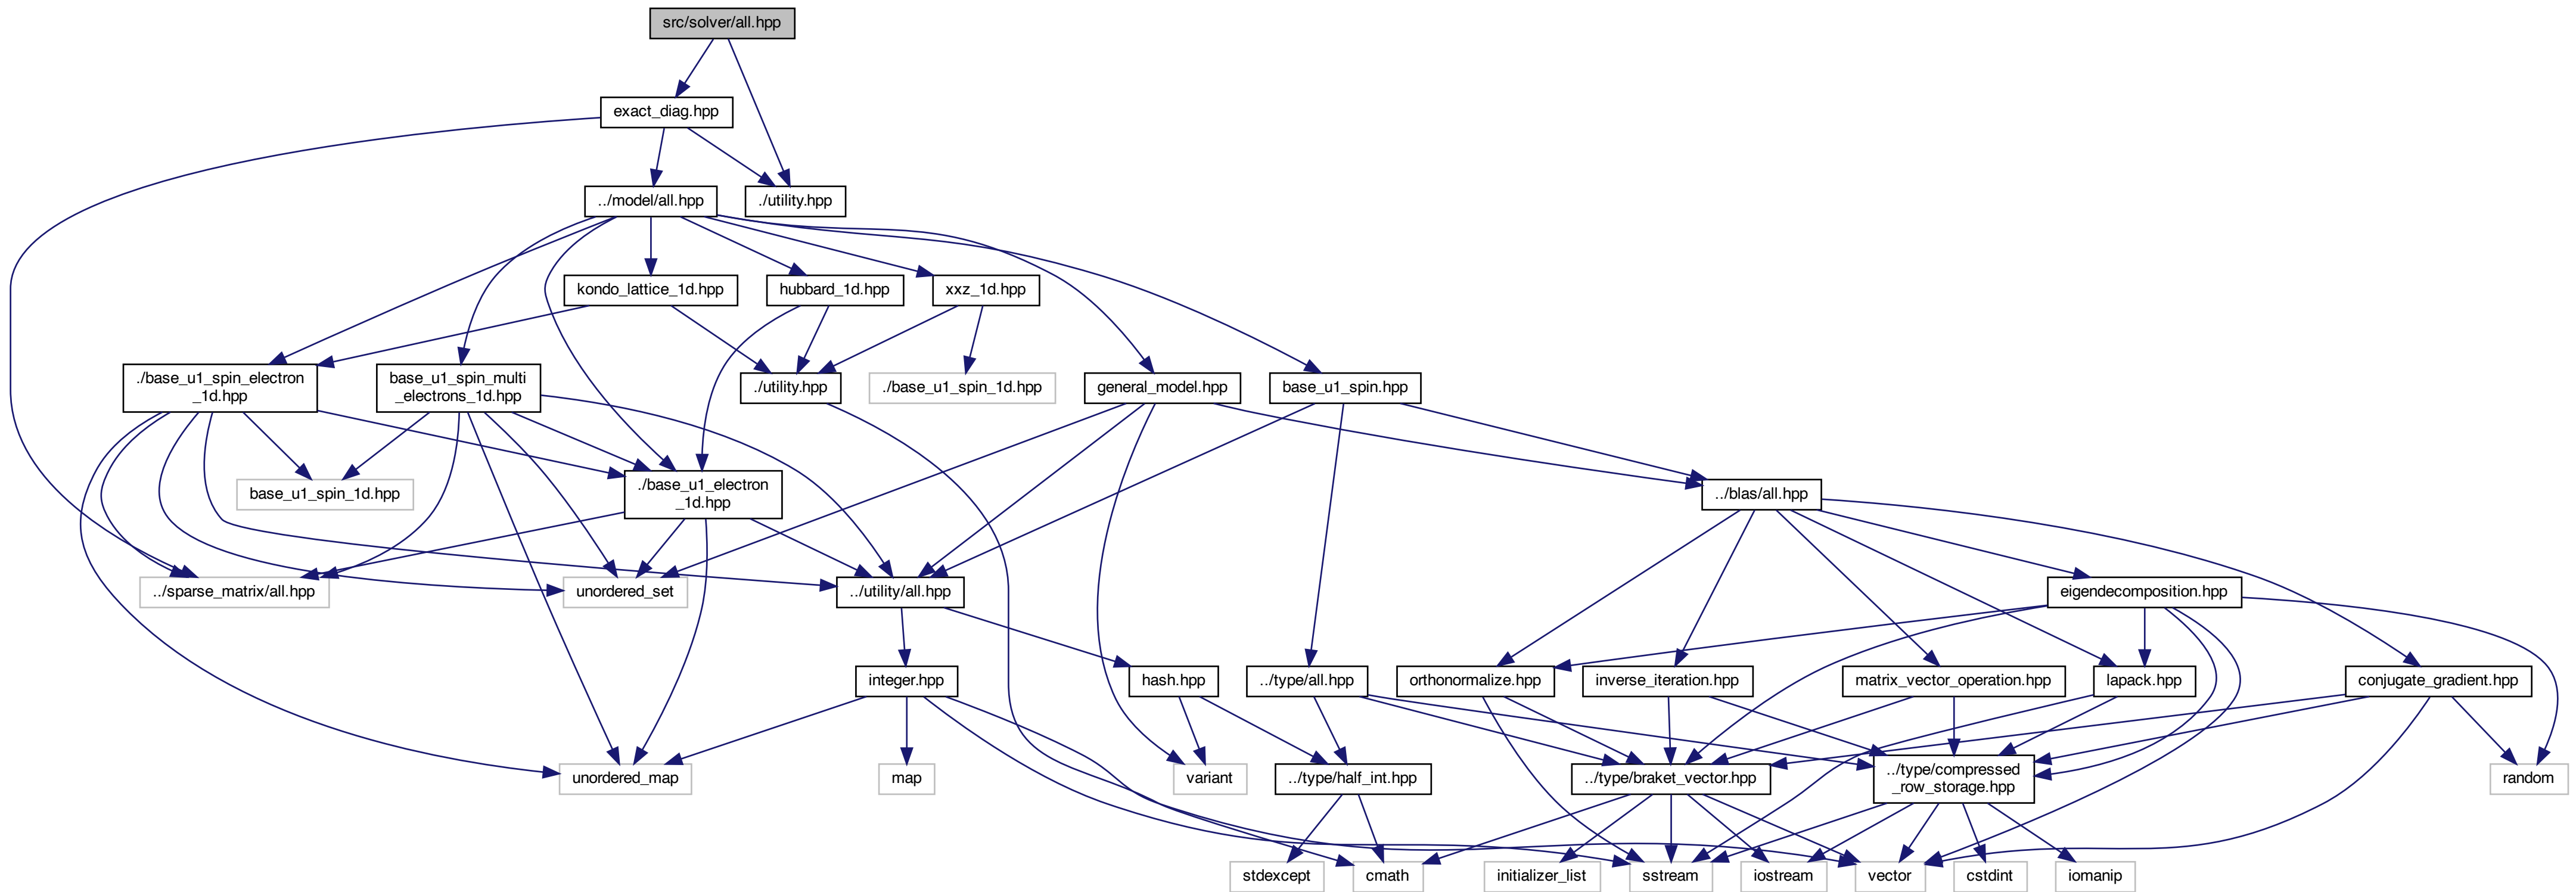 src/solver/all.hpp
exact_diag.hpp
../model/all.hpp
./utility.hpp
kondo_lattice_1d.hpp
hubbard_1d.hpp
xxz_1d.hpp
./base_u1_spin_electron
_1d.hpp
base_u1_spin_multi
_electrons_1d.hpp
./utility.hpp
./base_u1_spin_1d.hpp
general_model.hpp
base_u1_spin.hpp
base_u1_spin_1d.hpp
./base_u1_electron
_1d.hpp
../blas/all.hpp
../sparse_matrix/all.hpp
unordered_set
../utility/all.hpp
eigendecomposition.hpp
integer.hpp
hash.hpp
../type/all.hpp
orthonormalize.hpp
inverse_iteration.hpp
matrix_vector_operation.hpp
lapack.hpp
conjugate_gradient.hpp
unordered_map
map
variant
../type/half_int.hpp
../type/braket_vector.hpp
../type/compressed
_row_storage.hpp
random
stdexcept
cmath
initializer_list
sstream
iostream
vector
cstdint
iomanip